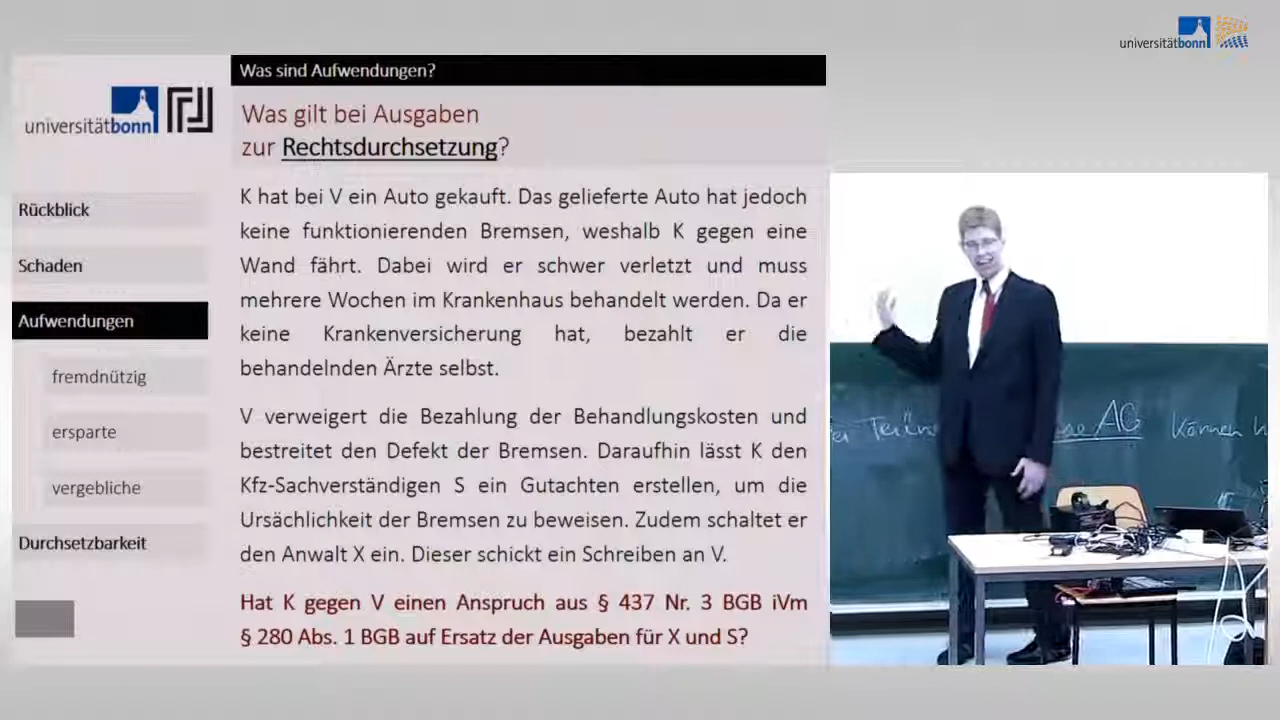 universitätbonn
Was sind Aufwendungen?
universitätbonn
Was gilt bei Ausgaben
zur Rechtsdurchsetzung?
Rückblick
Schaden
Aufwendungen
fremdnützig
ersparte
vergebliche
Durchsetzbarkeit
K hat bei V ein Auto gekauft. Das gelieferte Auto hat jedoch
keine funktionierenden Bremsen, weshalb K gegen eine
Wand fährt. Dabei wird er schwer verletzt und muss
mehrere Wochen im Krankenhaus behandelt werden. Da er
keine Krankenversicherung hat, bezahlt er die
behandelnden Ärzte selbst.
V verweigert die Bezahlung der Behandlungskosten und
bestreitet den Defekt der Bremsen. Daraufhin lässt K den
Kfz-Sachverständigen S ein Gutachten erstellen, um die
Ursächlichkeit der Bremsen zu beweisen. Zudem schaltet er
den Anwalt X ein. Dieser schickt ein Schreiben an V.
Hat K gegen V einen Anspruch aus § 437 Nr. 3 BGB iVm
§ 280 Abs. 1 BGB auf Ersatz der Ausgaben für X und S?
AG können